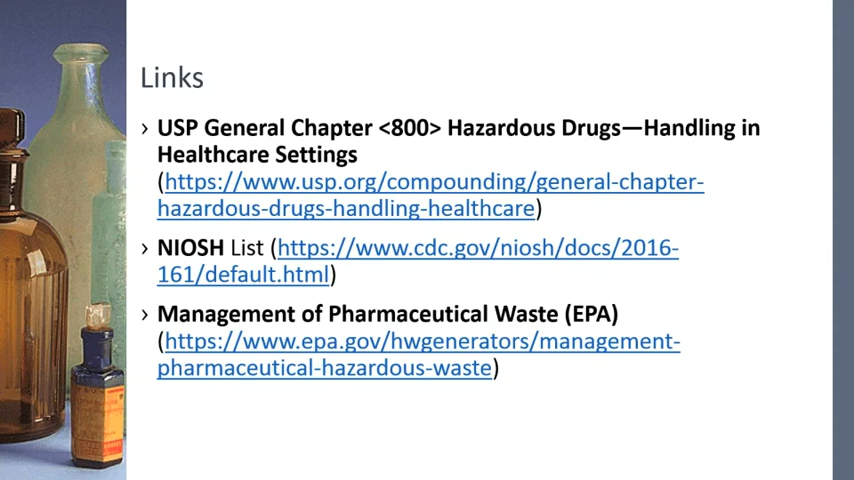 Links
› USP General Chapter <800> Hazardous Drugs—Handling in
Healthcare Settings
(https://www.usp.org/compounding/general-chapter-
hazardous-drugs-handling-healthcare)
› NIOSH List (https://www.cdc.gov/niosh/docs/2016-
161/default.html)
› Management of Pharmaceutical Waste (EPA)
(https://www.epa.gov/hwgenerators/management-
pharmaceutical-hazardous-waste)